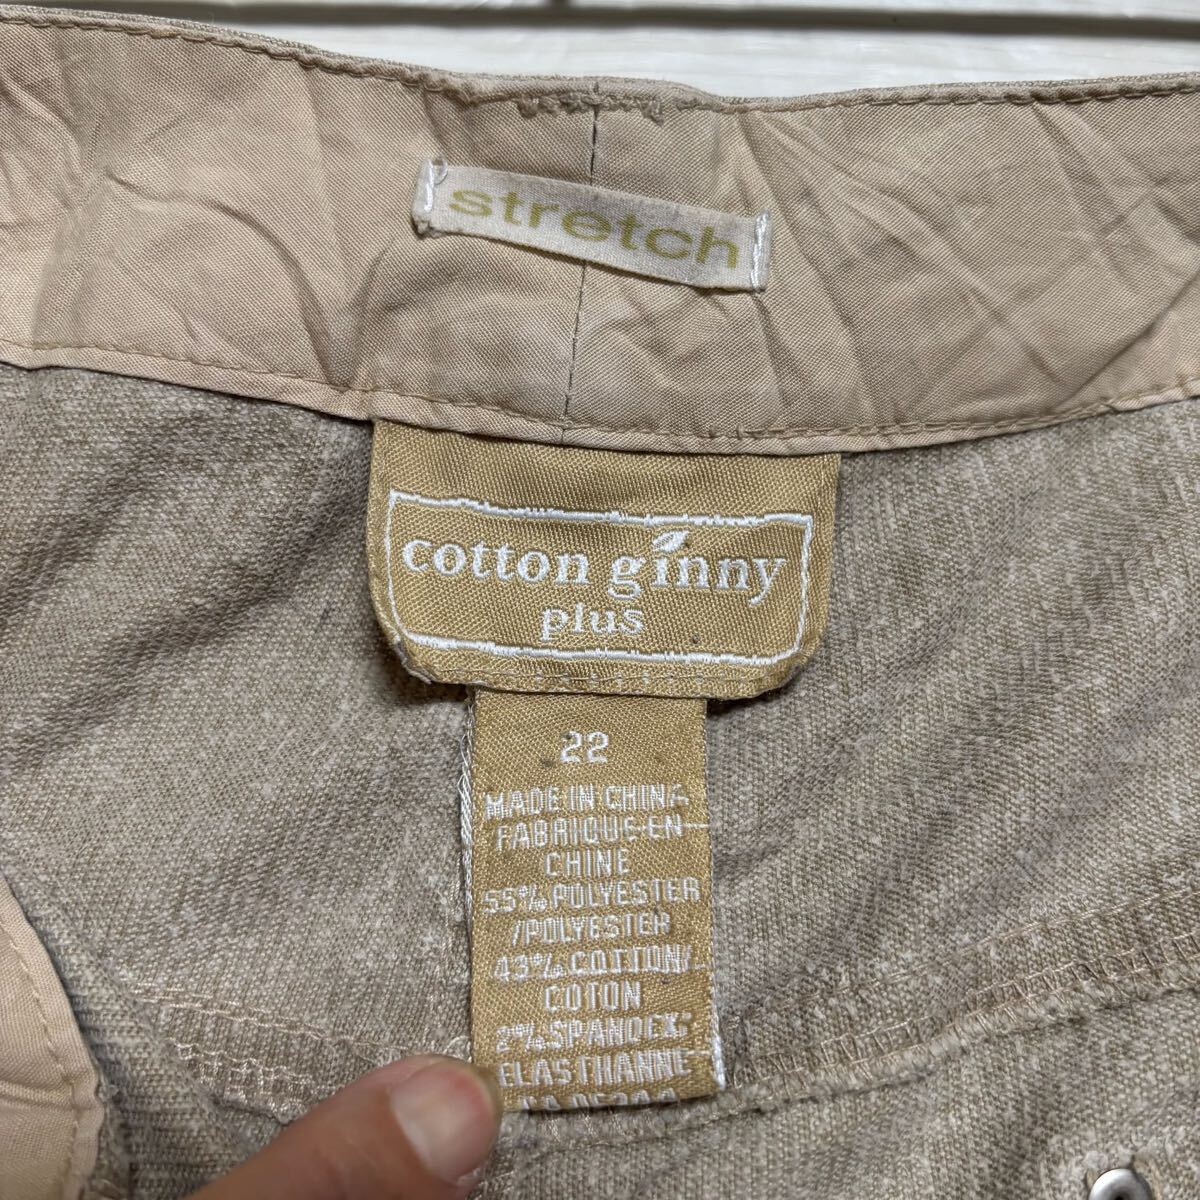 stretch
cotton ginny
plus
22
MADE IN CHINA
FABRIQUE EN
CHINE
55% POLYESTER
/POLYESTER
43% COTTON/
COTON
2% SPANDEX/
ELASTHANNE